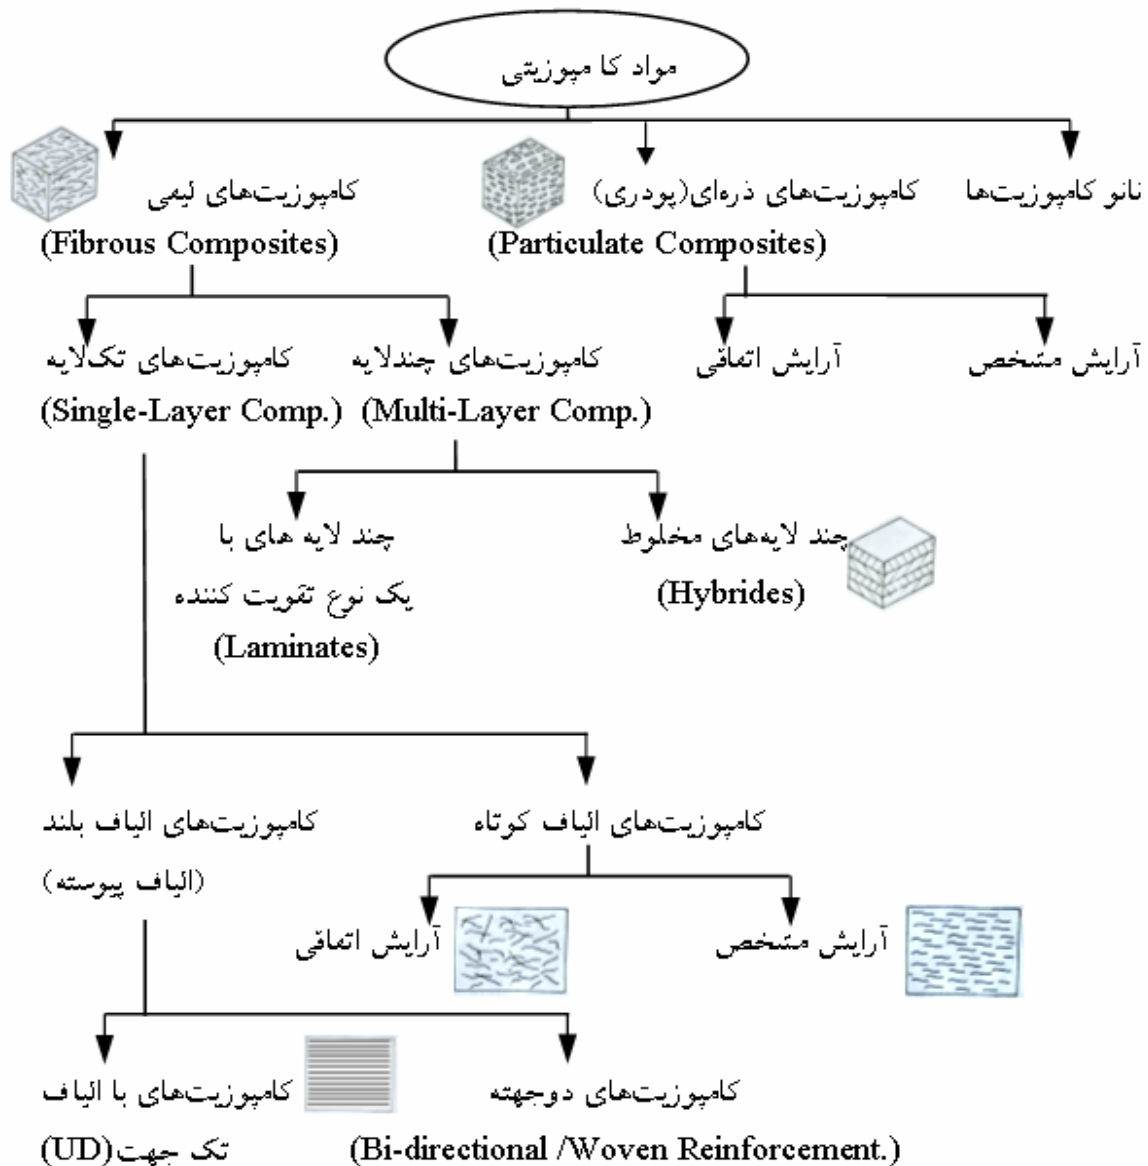 مواد کا مپوزیتی
نانو کامپوزیت‌ها
کامپوزیت‌های ذره‌ای(پودری)
(Particulate Composites)
کامپوزیت‌های لیفی
(Fibrous Composites)
آرایش مشخص
آرایش اتفاقی
کامپوزیت‌های چندلایه
(Multi-Layer Comp.)
کامپوزیت‌های تک‌لایه
(Single-Layer Comp.)
چند لایه‌های مخلوط
(Hybrides)
چند لایه های با
یک نوع تقویت کننده
(Laminates)
کامپوزیت‌های الیاف کوتاه
کامپوزیت‌های الیاف بلند
(الیاف پیوسته)
آرایش مشخص
آرایش اتفاقی
کامپوزیت‌های دوجهته
(Bi-directional /Woven Reinforcement.)
کامپوزیت‌های با الیاف
تک جهت(UD)